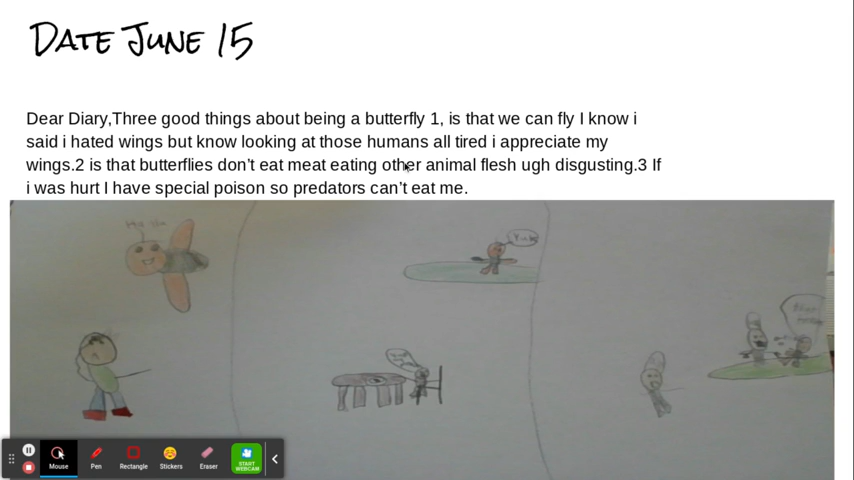 DATE JUNE 15
Dear Diary,Three good things about being a butterfly 1, is that we can fly I know i
said i hated wings but know looking at those humans all tired i appreciate my
wings.2 is that butterflies don't eat meat eating other animal flesh ugh disgusting.3 If
i was hurt I have special poison so predators can't eat me.
Mouse
Pen
Rectangle
Stickers
Eraser
START
WEBCAM